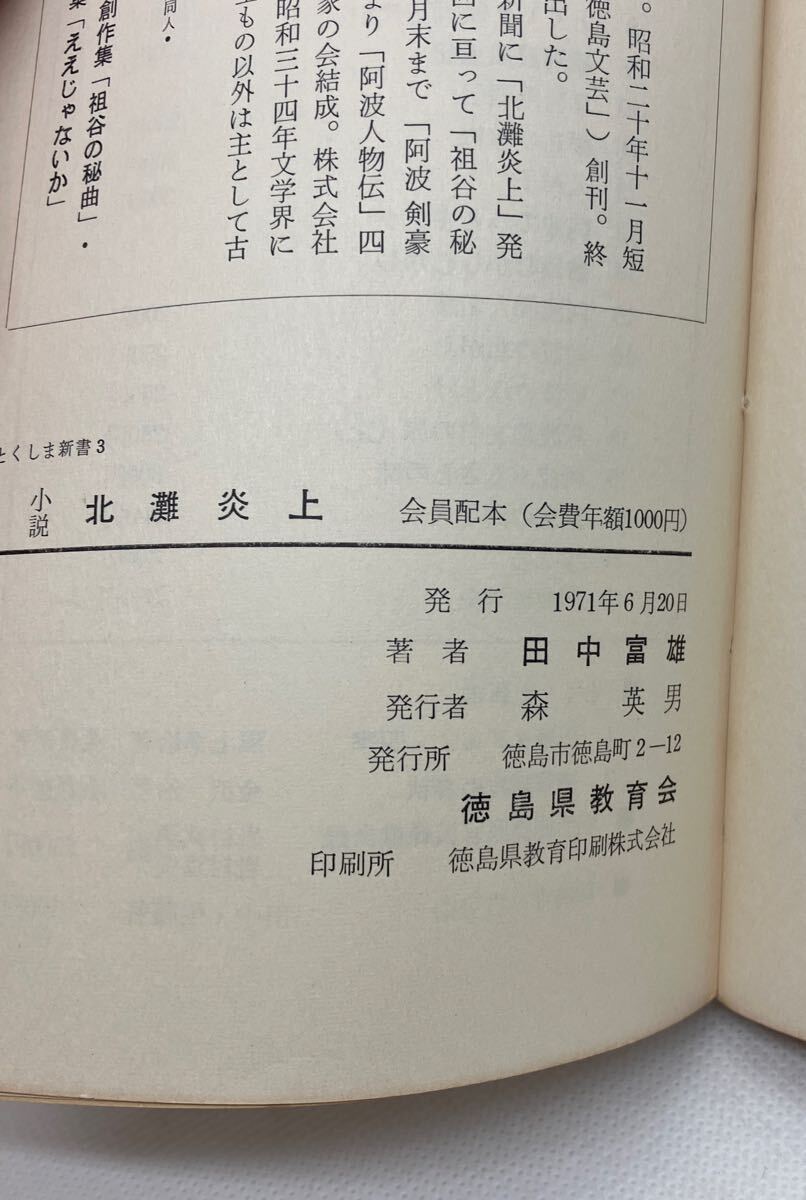 。昭和二十年十一月短
徳島文芸」）創刊。終
出した。
新聞に「北灘炎上」発
回に亘って「祖谷の秘
月末まで「阿波剣豪
より「阿波人物伝」四
家の会結成。株式会社
昭和三十四年文学界に
もの以外は主として古
同人・
創作集「祖谷の秘曲」・
集「ええじゃないか」
とくしま新書3
小説 北灘炎上 会員配本（会費年額1000円）
発行 1971年6月20日
著者 田中富雄
発行者 森英男
発行所 徳島市徳島町2-12
徳島県教育会
印刷所 徳島県教育印刷株式会社